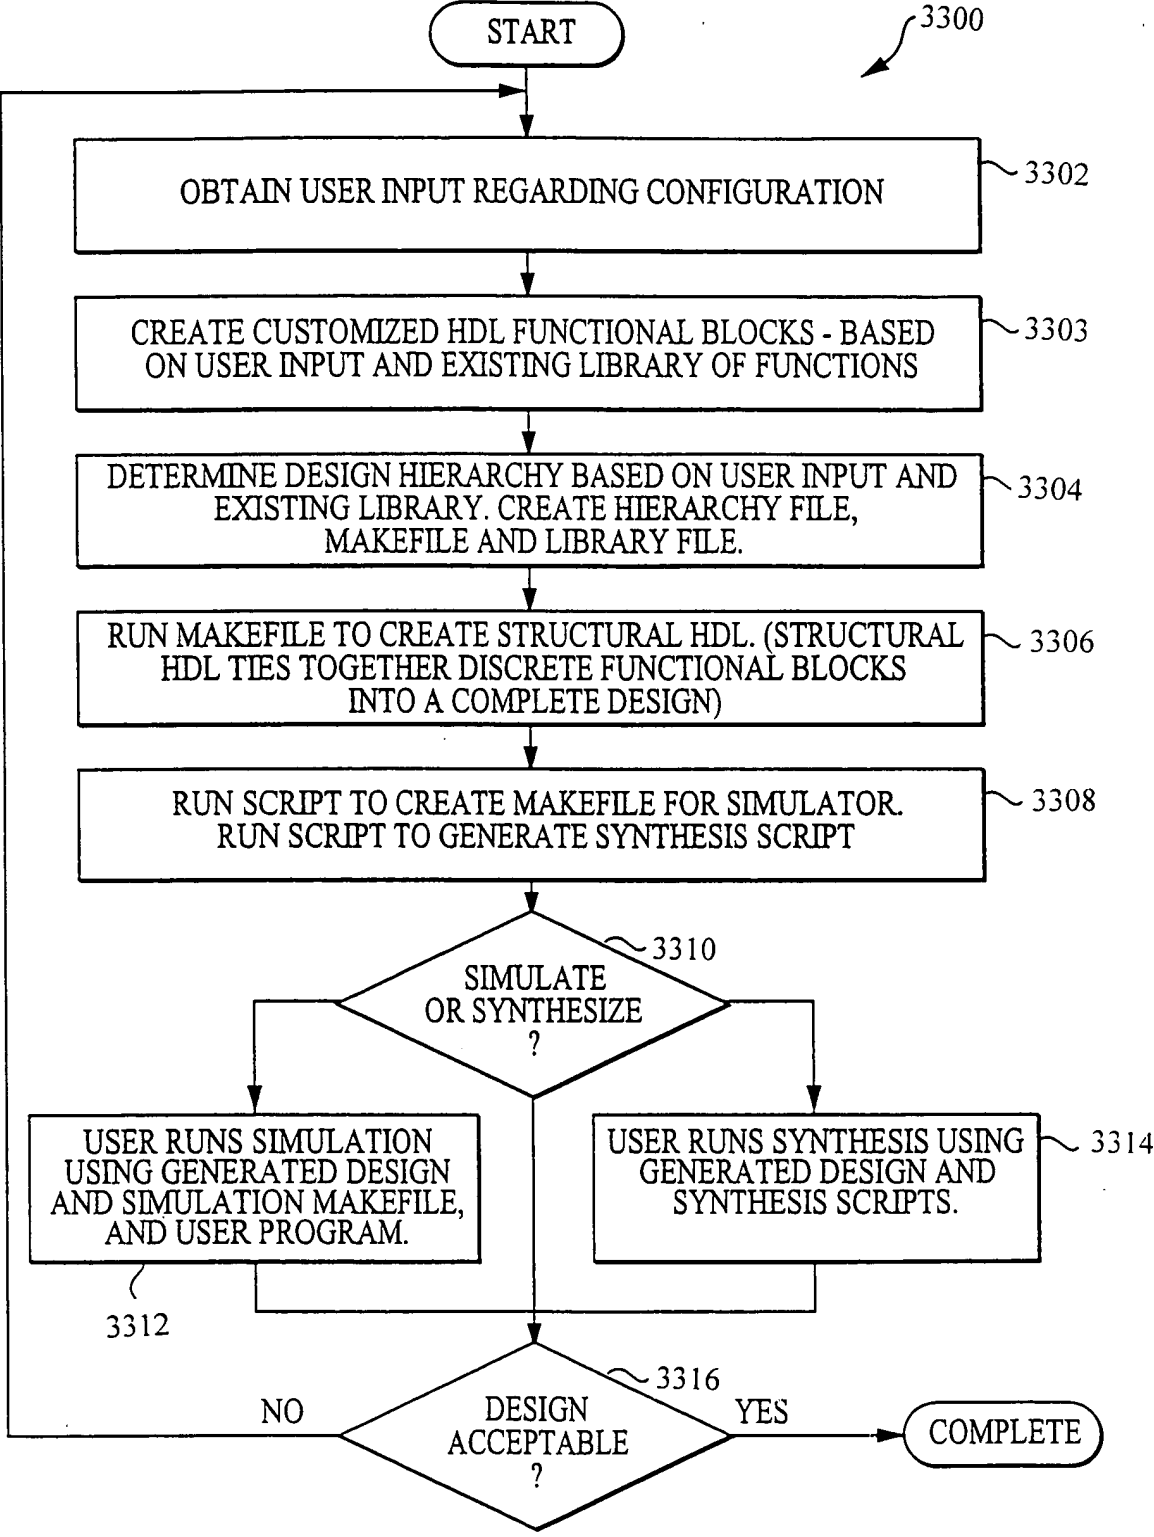 START
3300
OBTAIN USER INPUT REGARDING CONFIGURATION
3302
CREATE CUSTOMIZED HDL FUNCTIONAL BLOCKS - BASED
ON USER INPUT AND EXISTING LIBRARY OF FUNCTIONS
3303
DETERMINE DESIGN HIERARCHY BASED ON USER INPUT AND
EXISTING LIBRARY. CREATE HIERARCHY FILE,
MAKEFILE AND LIBRARY FILE.
3304
RUN MAKEFILE TO CREATE STRUCTURAL HDL. (STRUCTURAL
HDL TIES TOGETHER DISCRETE FUNCTIONAL BLOCKS
INTO A COMPLETE DESIGN)
3306
RUN SCRIPT TO CREATE MAKEFILE FOR SIMULATOR.
RUN SCRIPT TO GENERATE SYNTHESIS SCRIPT
3308
SIMULATE
OR SYNTHESIZE
?
3310
USER RUNS SIMULATION
USING GENERATED DESIGN
AND SIMULATION MAKEFILE,
AND USER PROGRAM.
3312
USER RUNS SYNTHESIS USING
GENERATED DESIGN AND
SYNTHESIS SCRIPTS.
3314
DESIGN
ACCEPTABLE
?
3316
NO
YES
COMPLETE